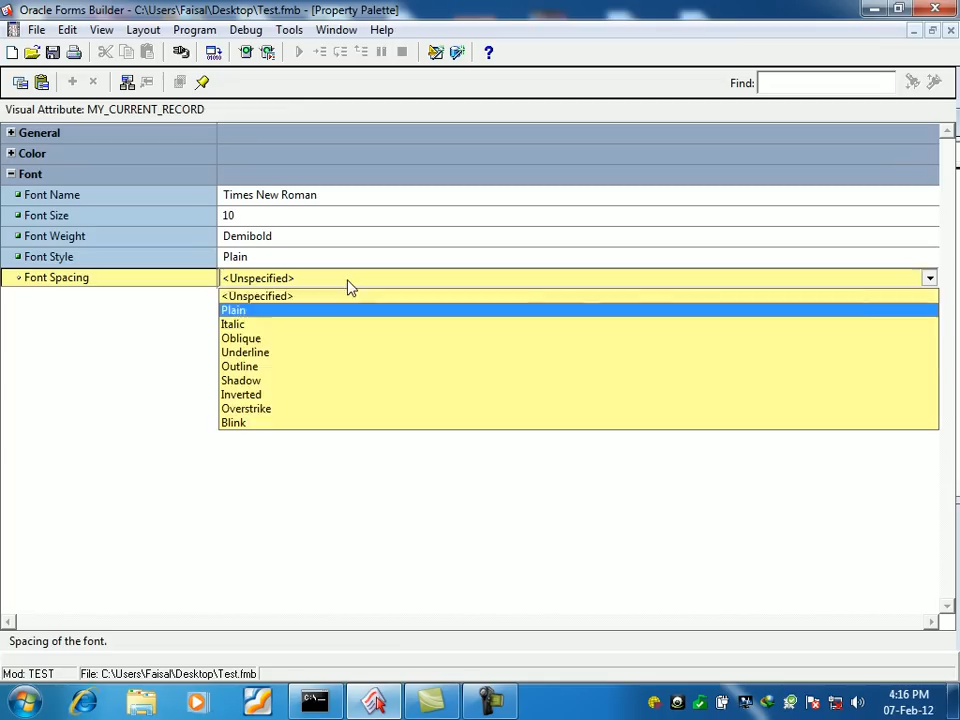 Oracle Forms Builder - C:\Users\Faisal\Desktop\Test.fmb - [Property Palette]
File Edit View Layout Program Debug Tools Window Help
Find:
Visual Attribute: MY_CURRENT_RECORD
General
Color
Font
Font Name Times New Roman
Font Size 10
Font Weight Demibold
Font Style Plain
Font Spacing <Unspecified>
<Unspecified>
Plain
Italic
Oblique
Underline
Outline
Shadow
Inverted
Overstrike
Blink
Spacing of the font.
Mod: TEST File: C:\Users\Faisal\Desktop\Test.fmb
4:16 PM
07-Feb-12